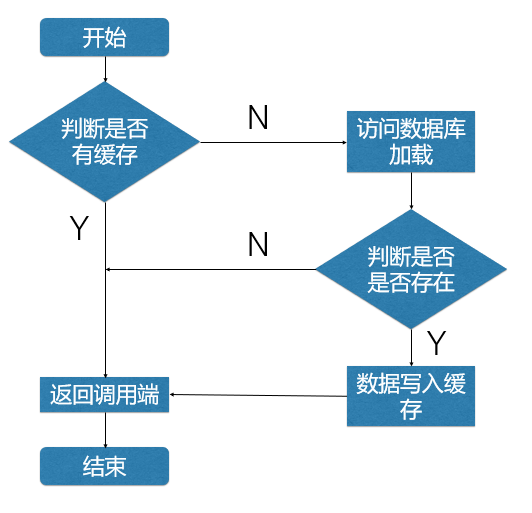 开始
判断是否
有缓存
N
访问数据库
加载
Y
N
判断是否
是否存在
Y
返回调用端
数据写入缓
存
结束